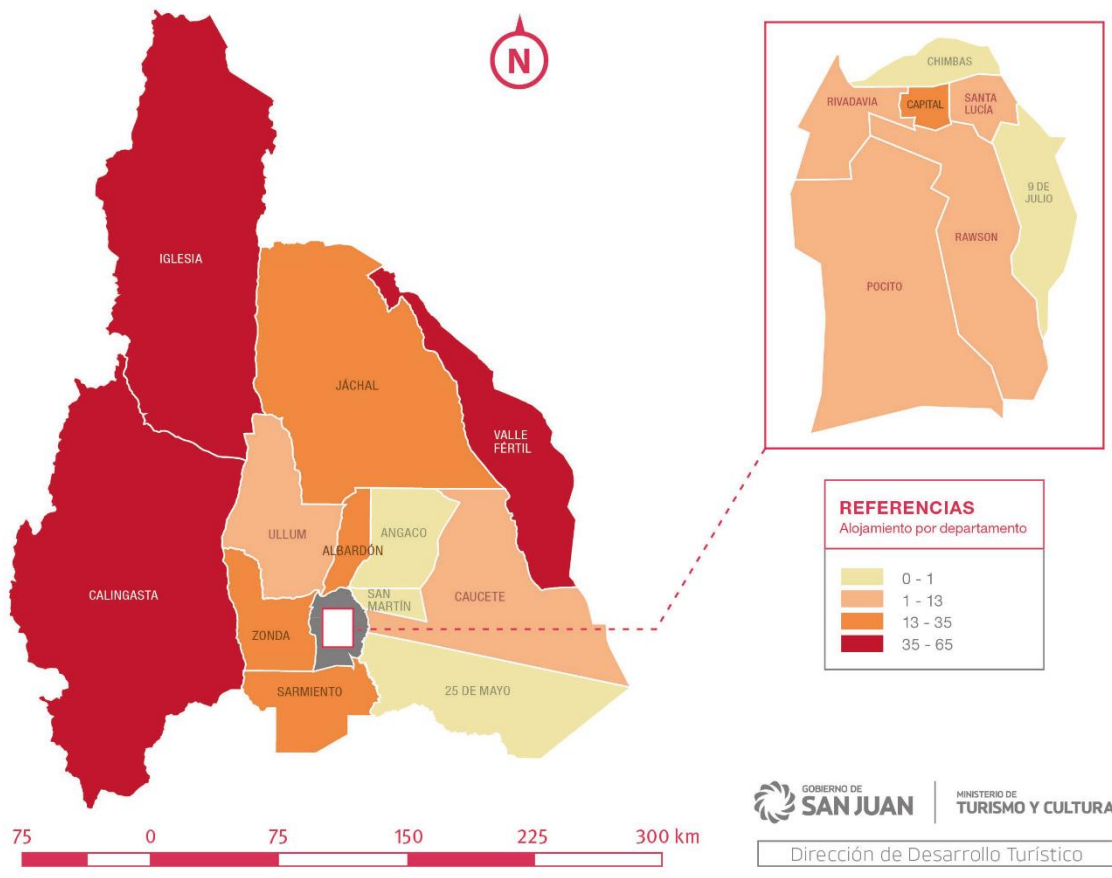 N
IGLESIA
JÁCHAL
VALLE
FÉRTIL
ULLUM
ALBARDÓN
ANGACO
CALINGASTA
SAN
MARTÍN
CAUCETE
ZONDA
SARMIENTO
25 DE MAYO
CHIMBAS
RIVADAVIA
CAPITAL
SANTA
LUCÍA
9 DE
JULIO
RAWSON
POCITO
REFERENCIAS
Alojamiento por departamento
0 - 1
1 - 13
13 - 35
35 - 65
75 0 75 150 225 300 km
GOBIERNO DE
SAN JUAN
MINISTERIO DE
TURISMO Y CULTURA
Dirección de Desarrollo Turístico